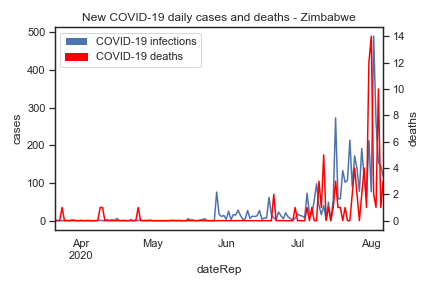 New COVID-19 daily cases and deaths - Zimbabwe
COVID-19 infections
COVID-19 deaths
500
400
300
200
100
0
cases
14
12
10
8
6
4
2
0
deaths
Apr
2020
May
Jun
Jul
Aug
dateRep